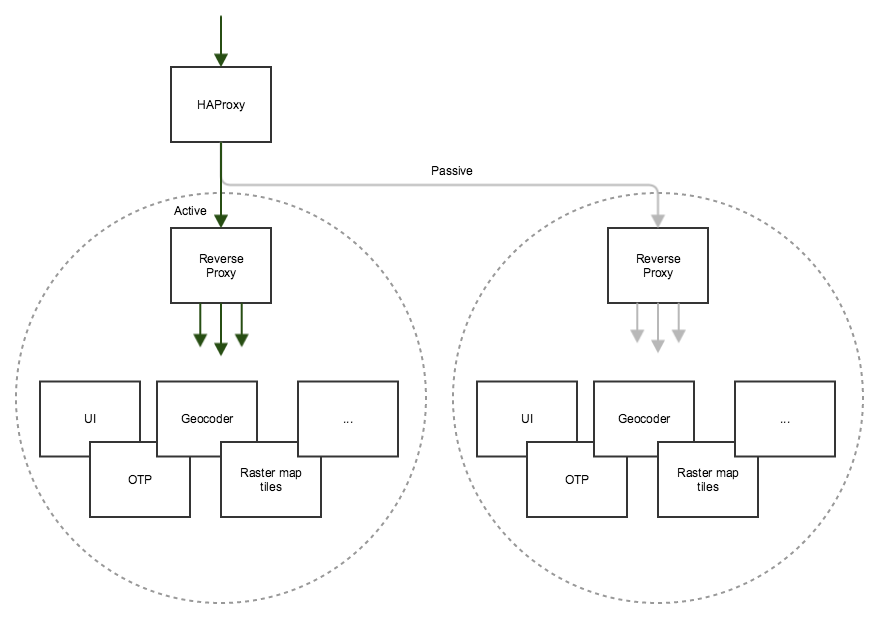 HAProxy
Passive
Active
Reverse
Proxy
Reverse
Proxy
UI
Geocoder
...
OTP
Raster map
tiles
UI
Geocoder
...
OTP
Raster map
tiles